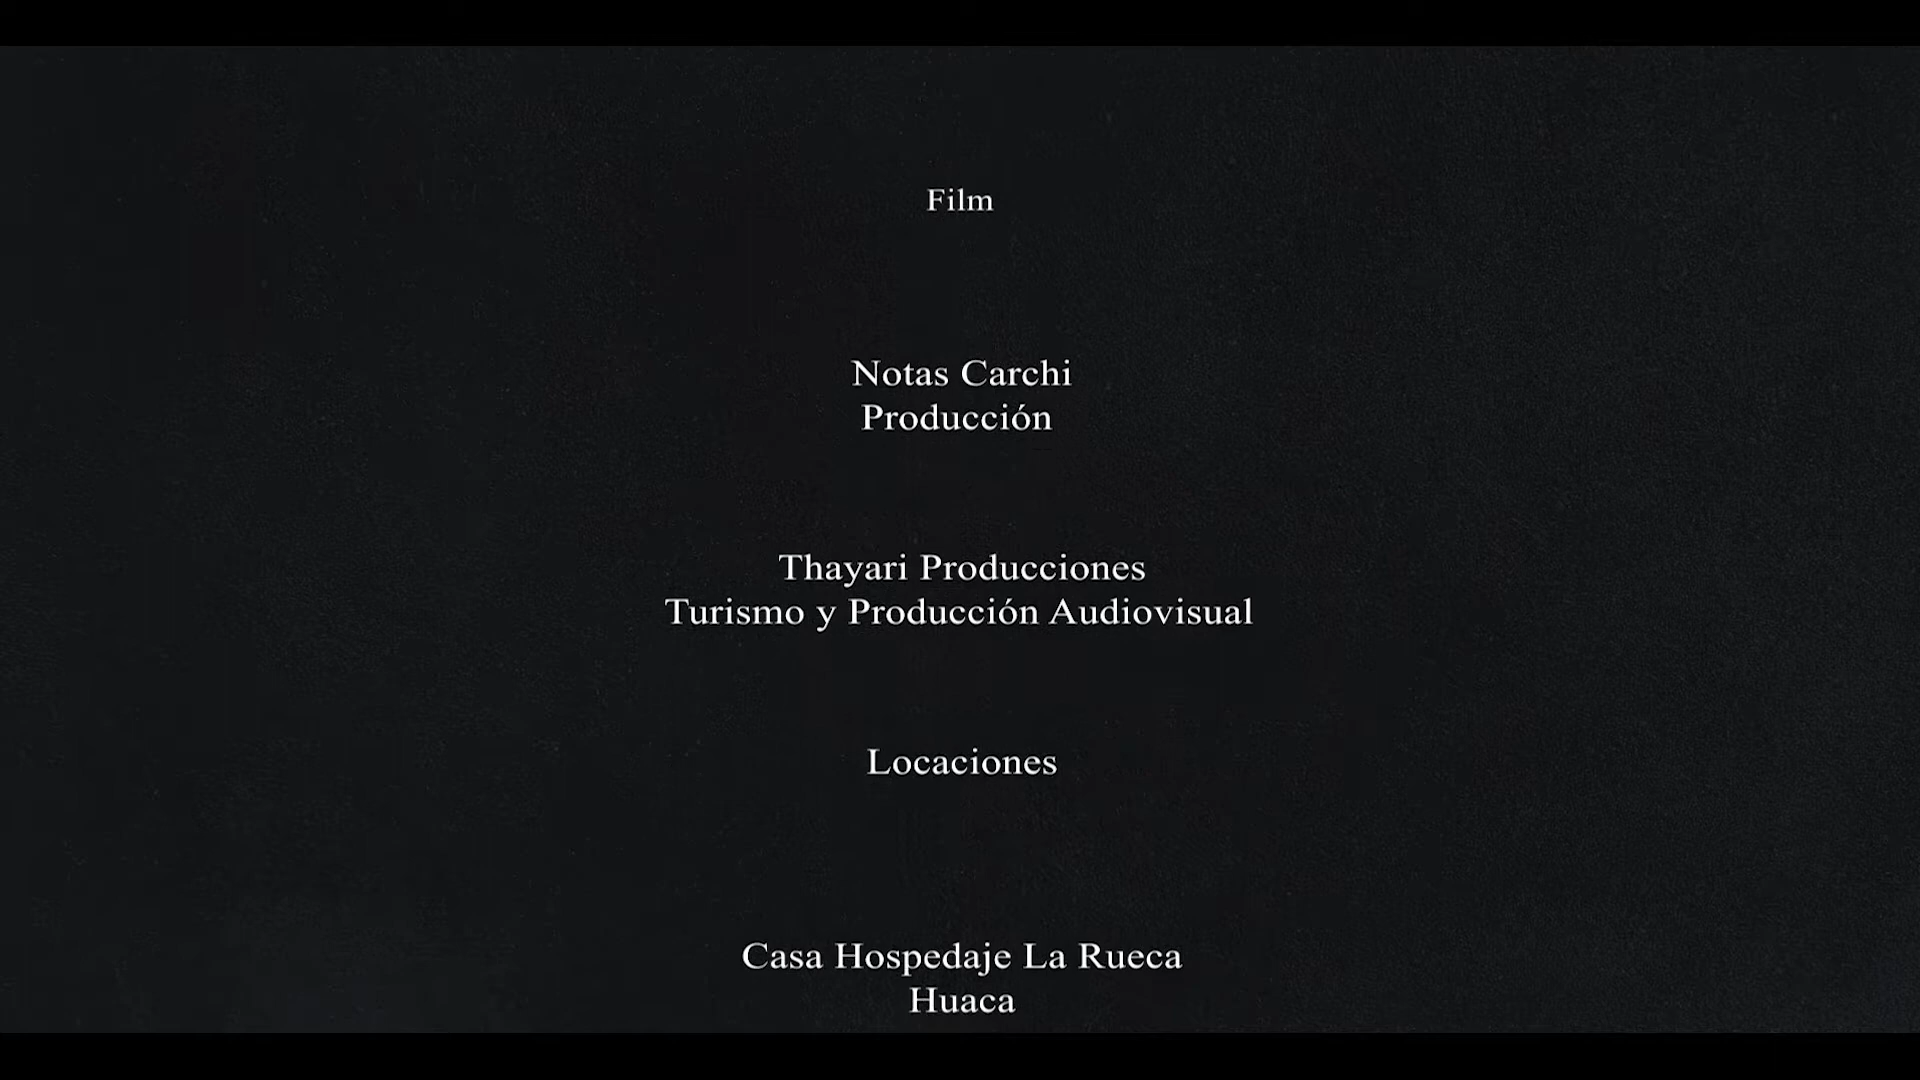 Film
Notas Carchi
Producción
Thayari Producciones
Turismo y Producción Audiovisual
Locaciones
Casa Hospedaje La Rueca
Huaca